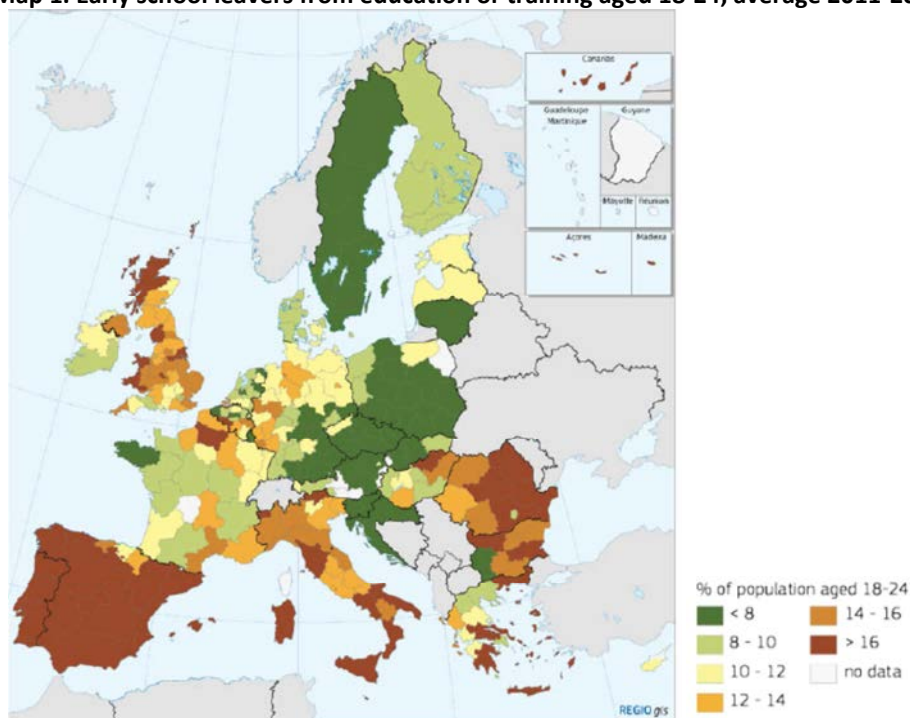 Map 1: Early school leavers from education or training aged 18-24, average 2011-20
Canarias
Guadeloupe
Martinique
Guyane
Mayotte
Réunion
Açores
Madeira
% of population aged 18-24
< 8
8 - 10
10 - 12
12 - 14
14 - 16
> 16
no data
REGIOgis